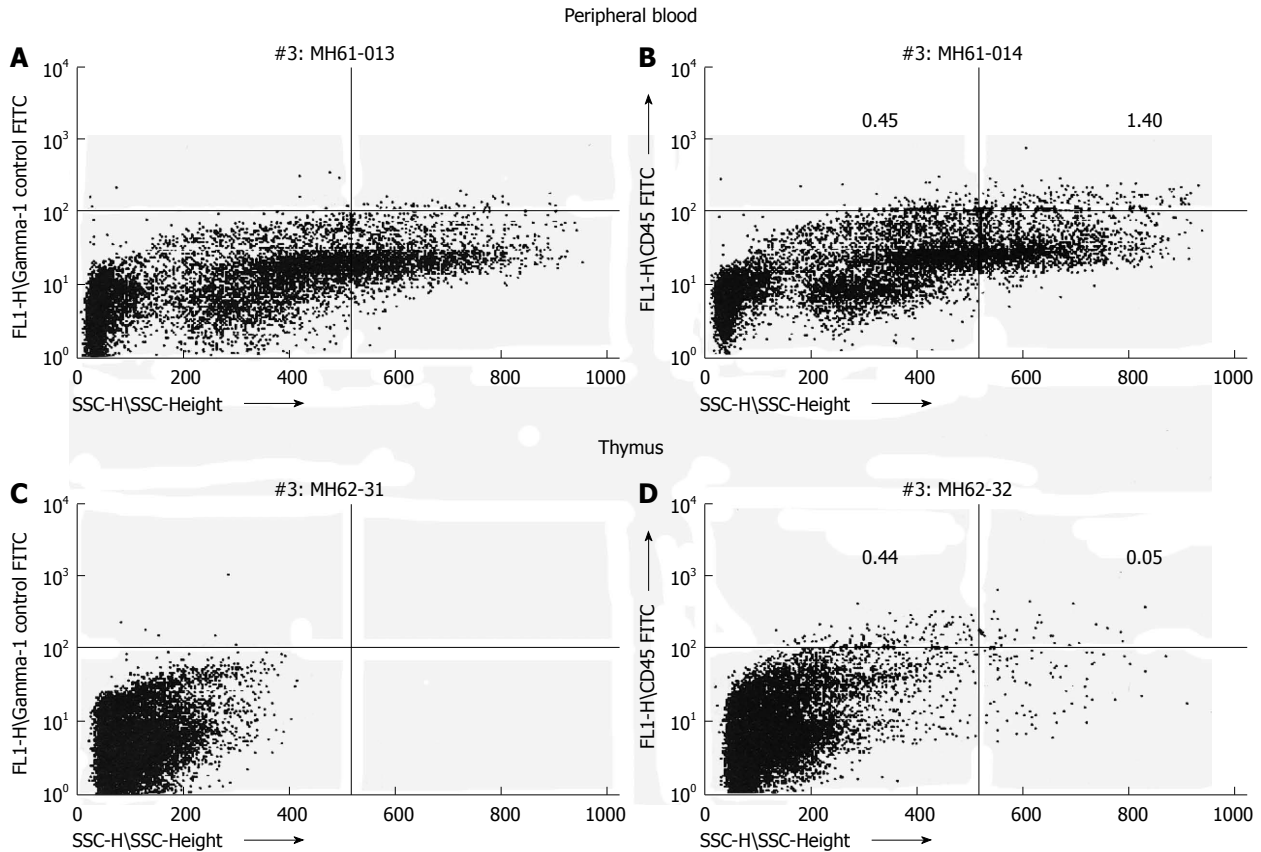 Peripheral blood
A
#3: MH61-013
10^4
10^3
10^2
10^1
10^0
FL1-H\Gamma-1 control FITC
0 200 400 600 800 1000
SSC-H\SSC-Height
B
#3: MH61-014
10^4
10^3
10^2
10^1
10^0
FL1-H\CD45 FITC
0.45 1.40
0 200 400 600 800 1000
SSC-H\SSC-Height
Thymus
C
#3: MH62-31
10^4
10^3
10^2
10^1
10^0
FL1-H\Gamma-1 control FITC
0 200 400 600 800 1000
SSC-H\SSC-Height
D
#3: MH62-32
10^4
10^3
10^2
10^1
10^0
FL1-H\CD45 FITC
0.44 0.05
0 200 400 600 800 1000
SSC-H\SSC-Height